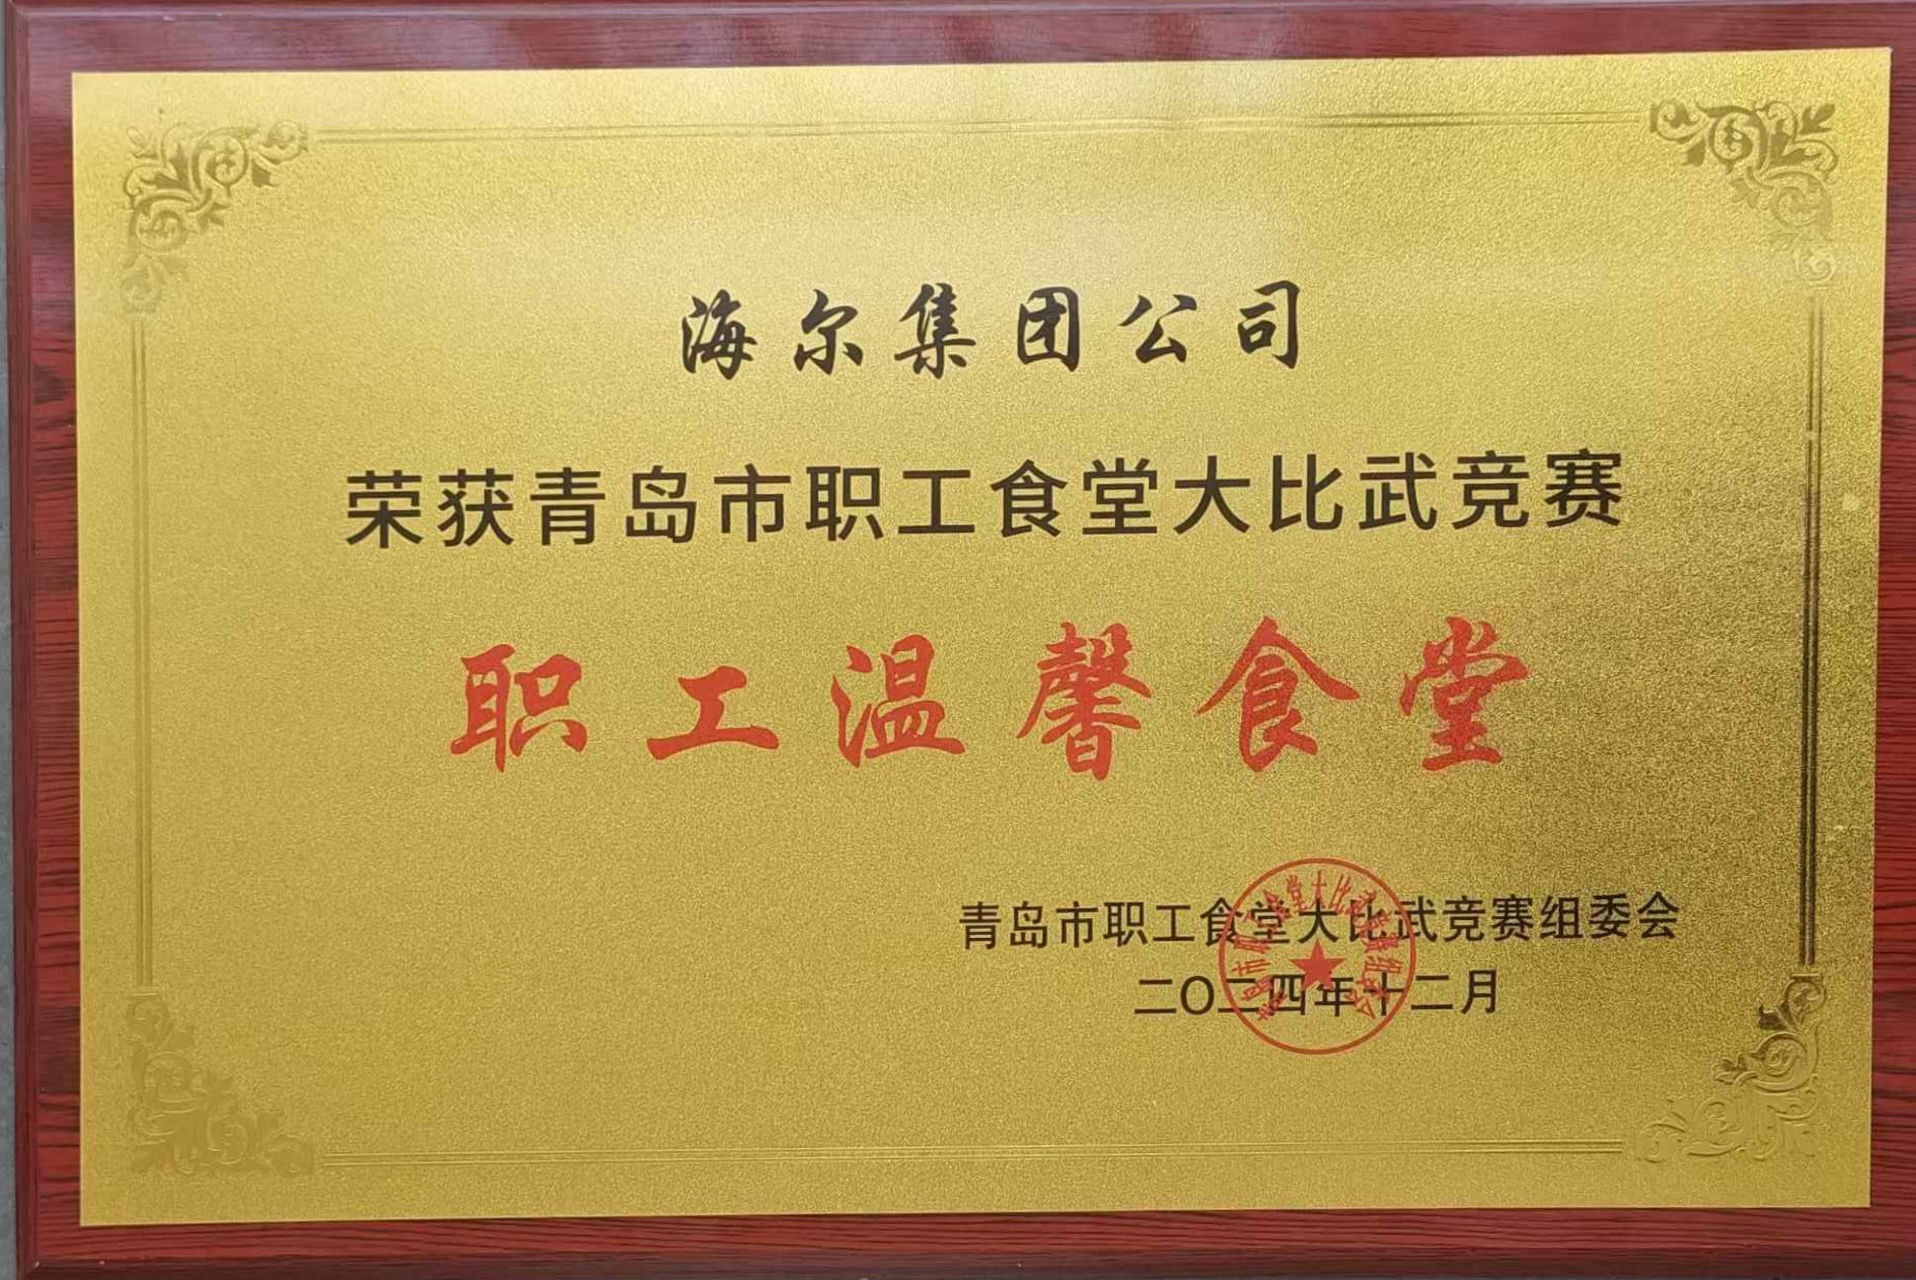 海尔集团公司
荣获青岛市职工食堂大比武竞赛
职工温馨食堂
青岛市职工食堂大比武竞赛组委会
二〇二四年十二月